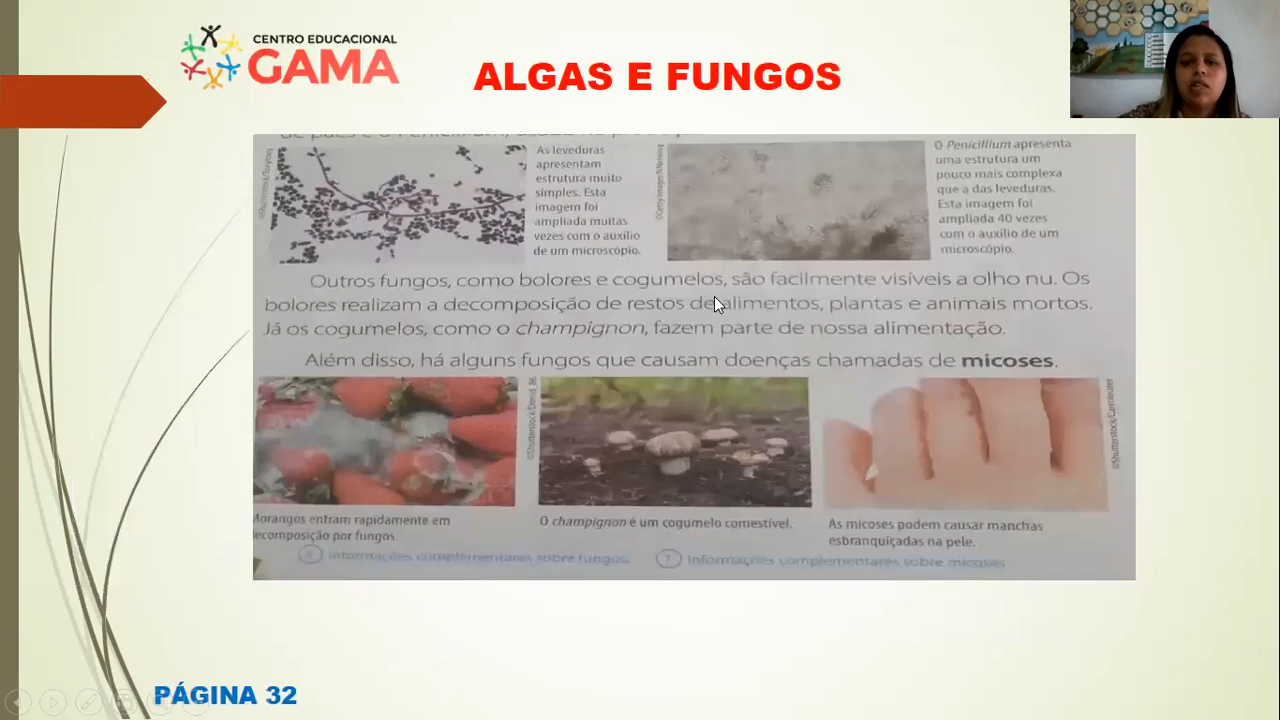 CENTRO EDUCACIONAL
GAMA
ALGAS E FUNGOS
As leveduras
apresentam
estrutura muito
simples. Esta
imagem foi
ampliada muitas
vezes com o auxílio
de um microscópio.
O Penicillium apresenta
uma estrutura um
pouco mais complexa
que a das leveduras.
Esta imagem foi
ampliada 40 vezes
com o auxílio de um
microscópio.
Outros fungos, como bolores e cogumelos, são facilmente visíveis a olho nu. Os
bolores realizam a decomposição de restos de alimentos, plantas e animais mortos.
Já os cogumelos, como o champignon, fazem parte de nossa alimentação.
Além disso, há alguns fungos que causam doenças chamadas de micoses.
Morangos entram rapidamente em
decomposição por fungos.
O champignon é um cogumelo comestível.
As micoses podem causar manchas
esbranquiçadas na pele.
6 Informações complementares sobre fungos.
7 Informações complementares sobre micoses.
PÁGINA 32